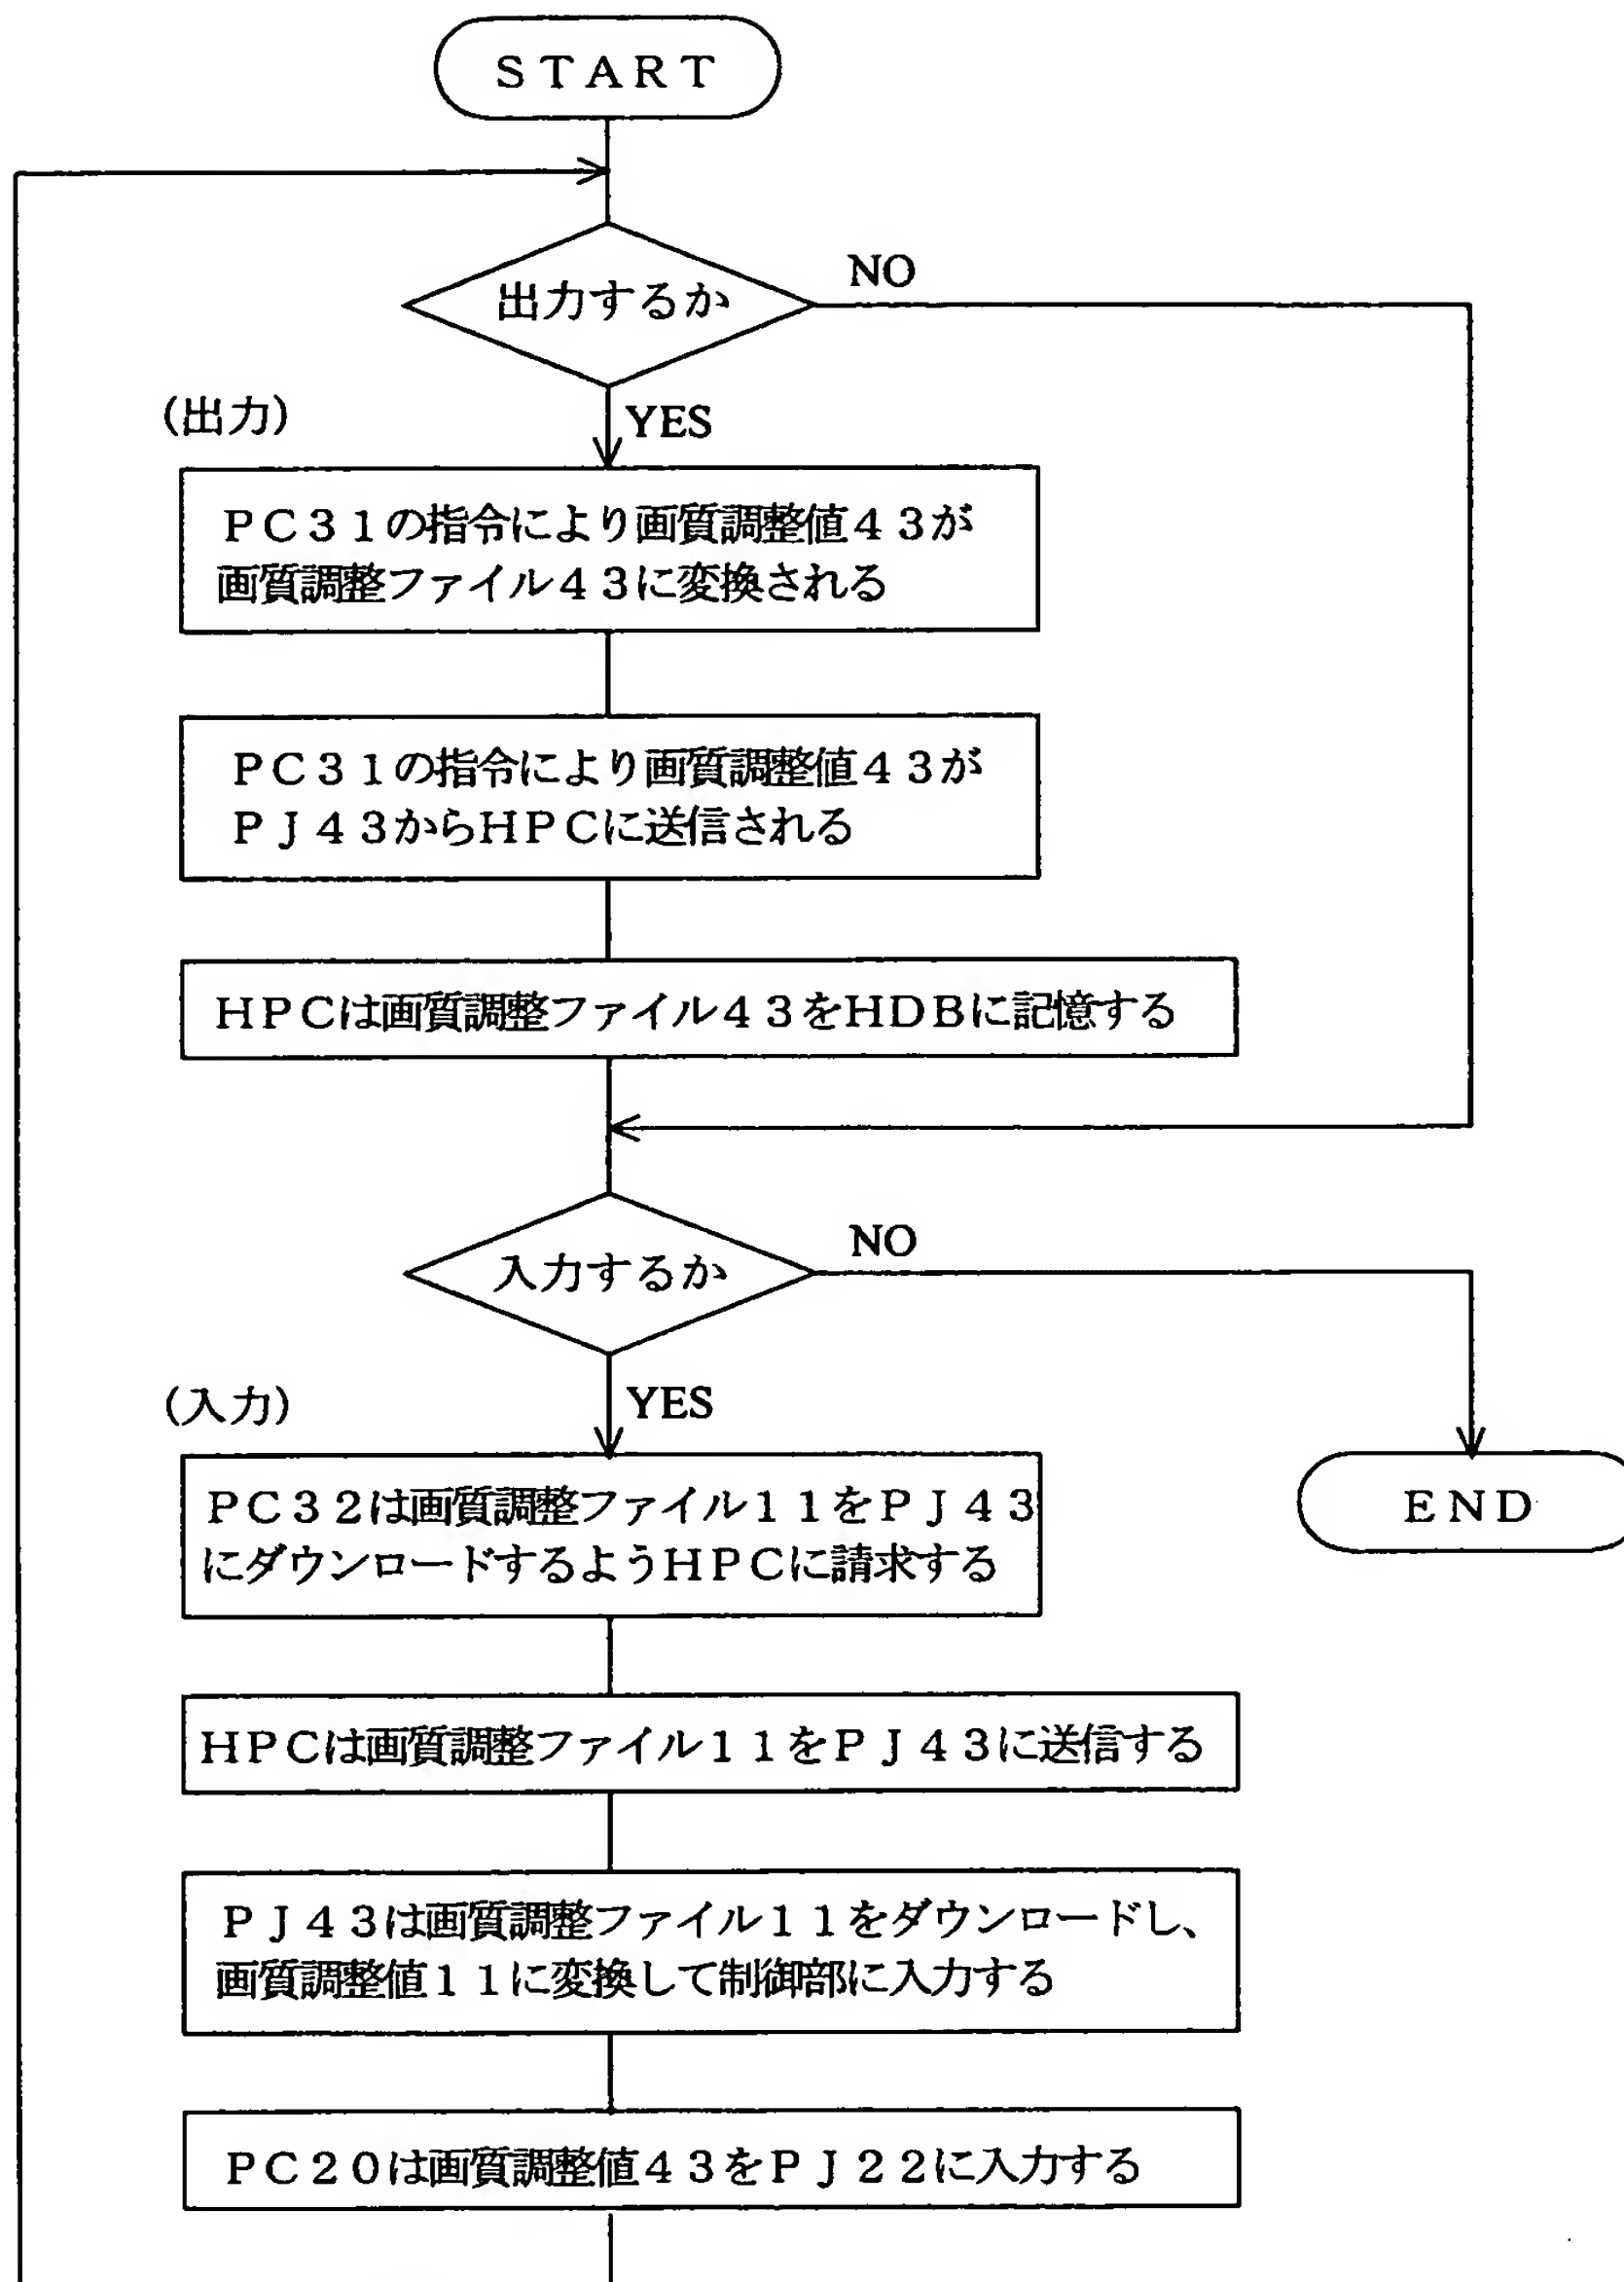 ＳＴＡＲＴ
出力するか
NO
(出力)
YES
ＰＣ３１の指令により画質調整値４３が
画質調整ファイル４３に変換される
ＰＣ３１の指令により画質調整値４３が
ＰＪ４３からＨＰＣに送信される
ＨＰＣは画質調整ファイル４３をＨＤＢに記憶する
入力するか
NO
(入力)
YES
ＰＣ３２は画質調整ファイル１１をＰＪ４３
にダウンロードするようＨＰＣに請求する
ＥＮＤ
ＨＰＣは画質調整ファイル１１をＰＪ４３に送信する
ＰＪ４３は画質調整ファイル１１をダウンロードし、
画質調整値１１に変換して制御部に入力する
ＰＣ２０は画質調整値４３をＰＪ２２に入力する